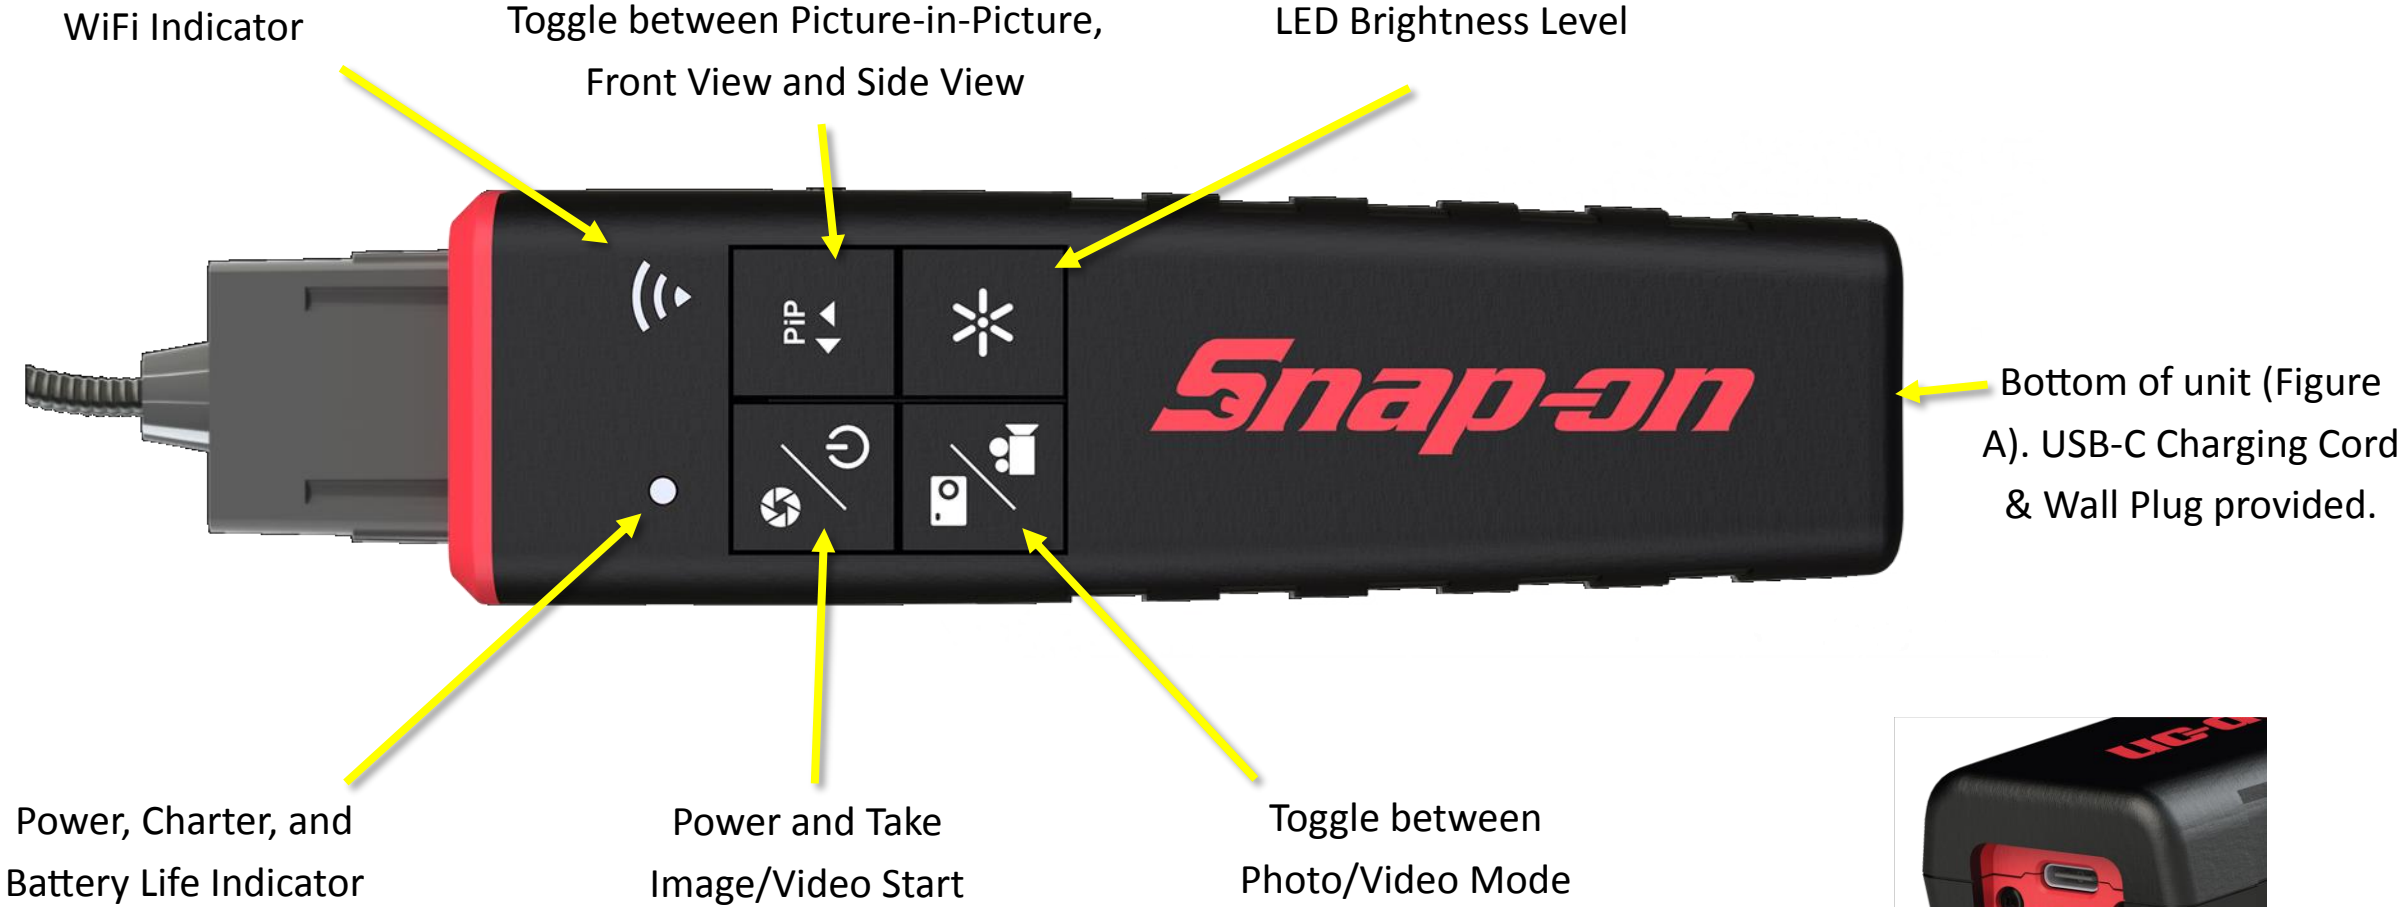 WiFi Indicator
Toggle between Picture-in-Picture,
Front View and Side View
LED Brightness Level
PiP
Snap-on
Bottom of unit (Figure
A). USB-C Charging Cord
& Wall Plug provided.
Power, Charter, and
Battery Life Indicator
Power and Take
Image/Video Start
Toggle between
Photo/Video Mode